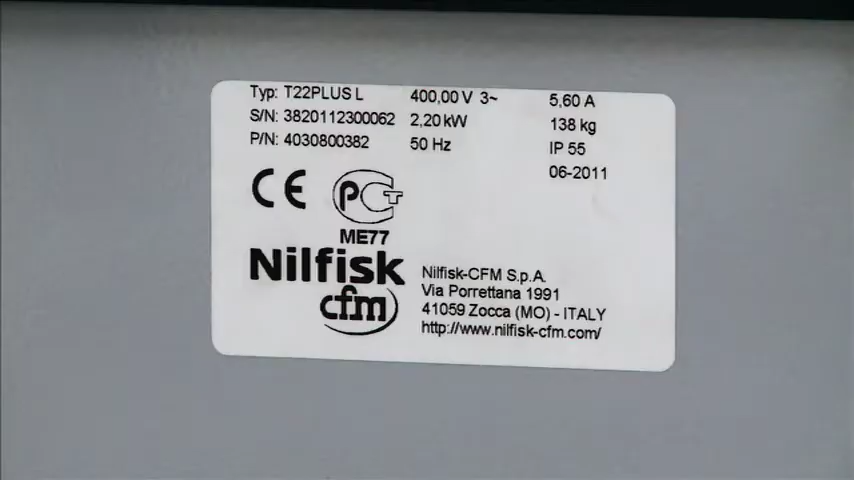 Typ: T22PLUS L 400,00 V 3~ 5,60 A
S/N: 3820112300062 2,20 kW 138 kg
P/N: 4030800382 50 Hz IP 55
06-2011
CE PCT
ME77
Nilfisk
cfm
Nilfisk-CFM S.p.A.
Via Porrettana 1991
41059 Zocca (MO) - ITALY
http://www.nilfisk-cfm.com/